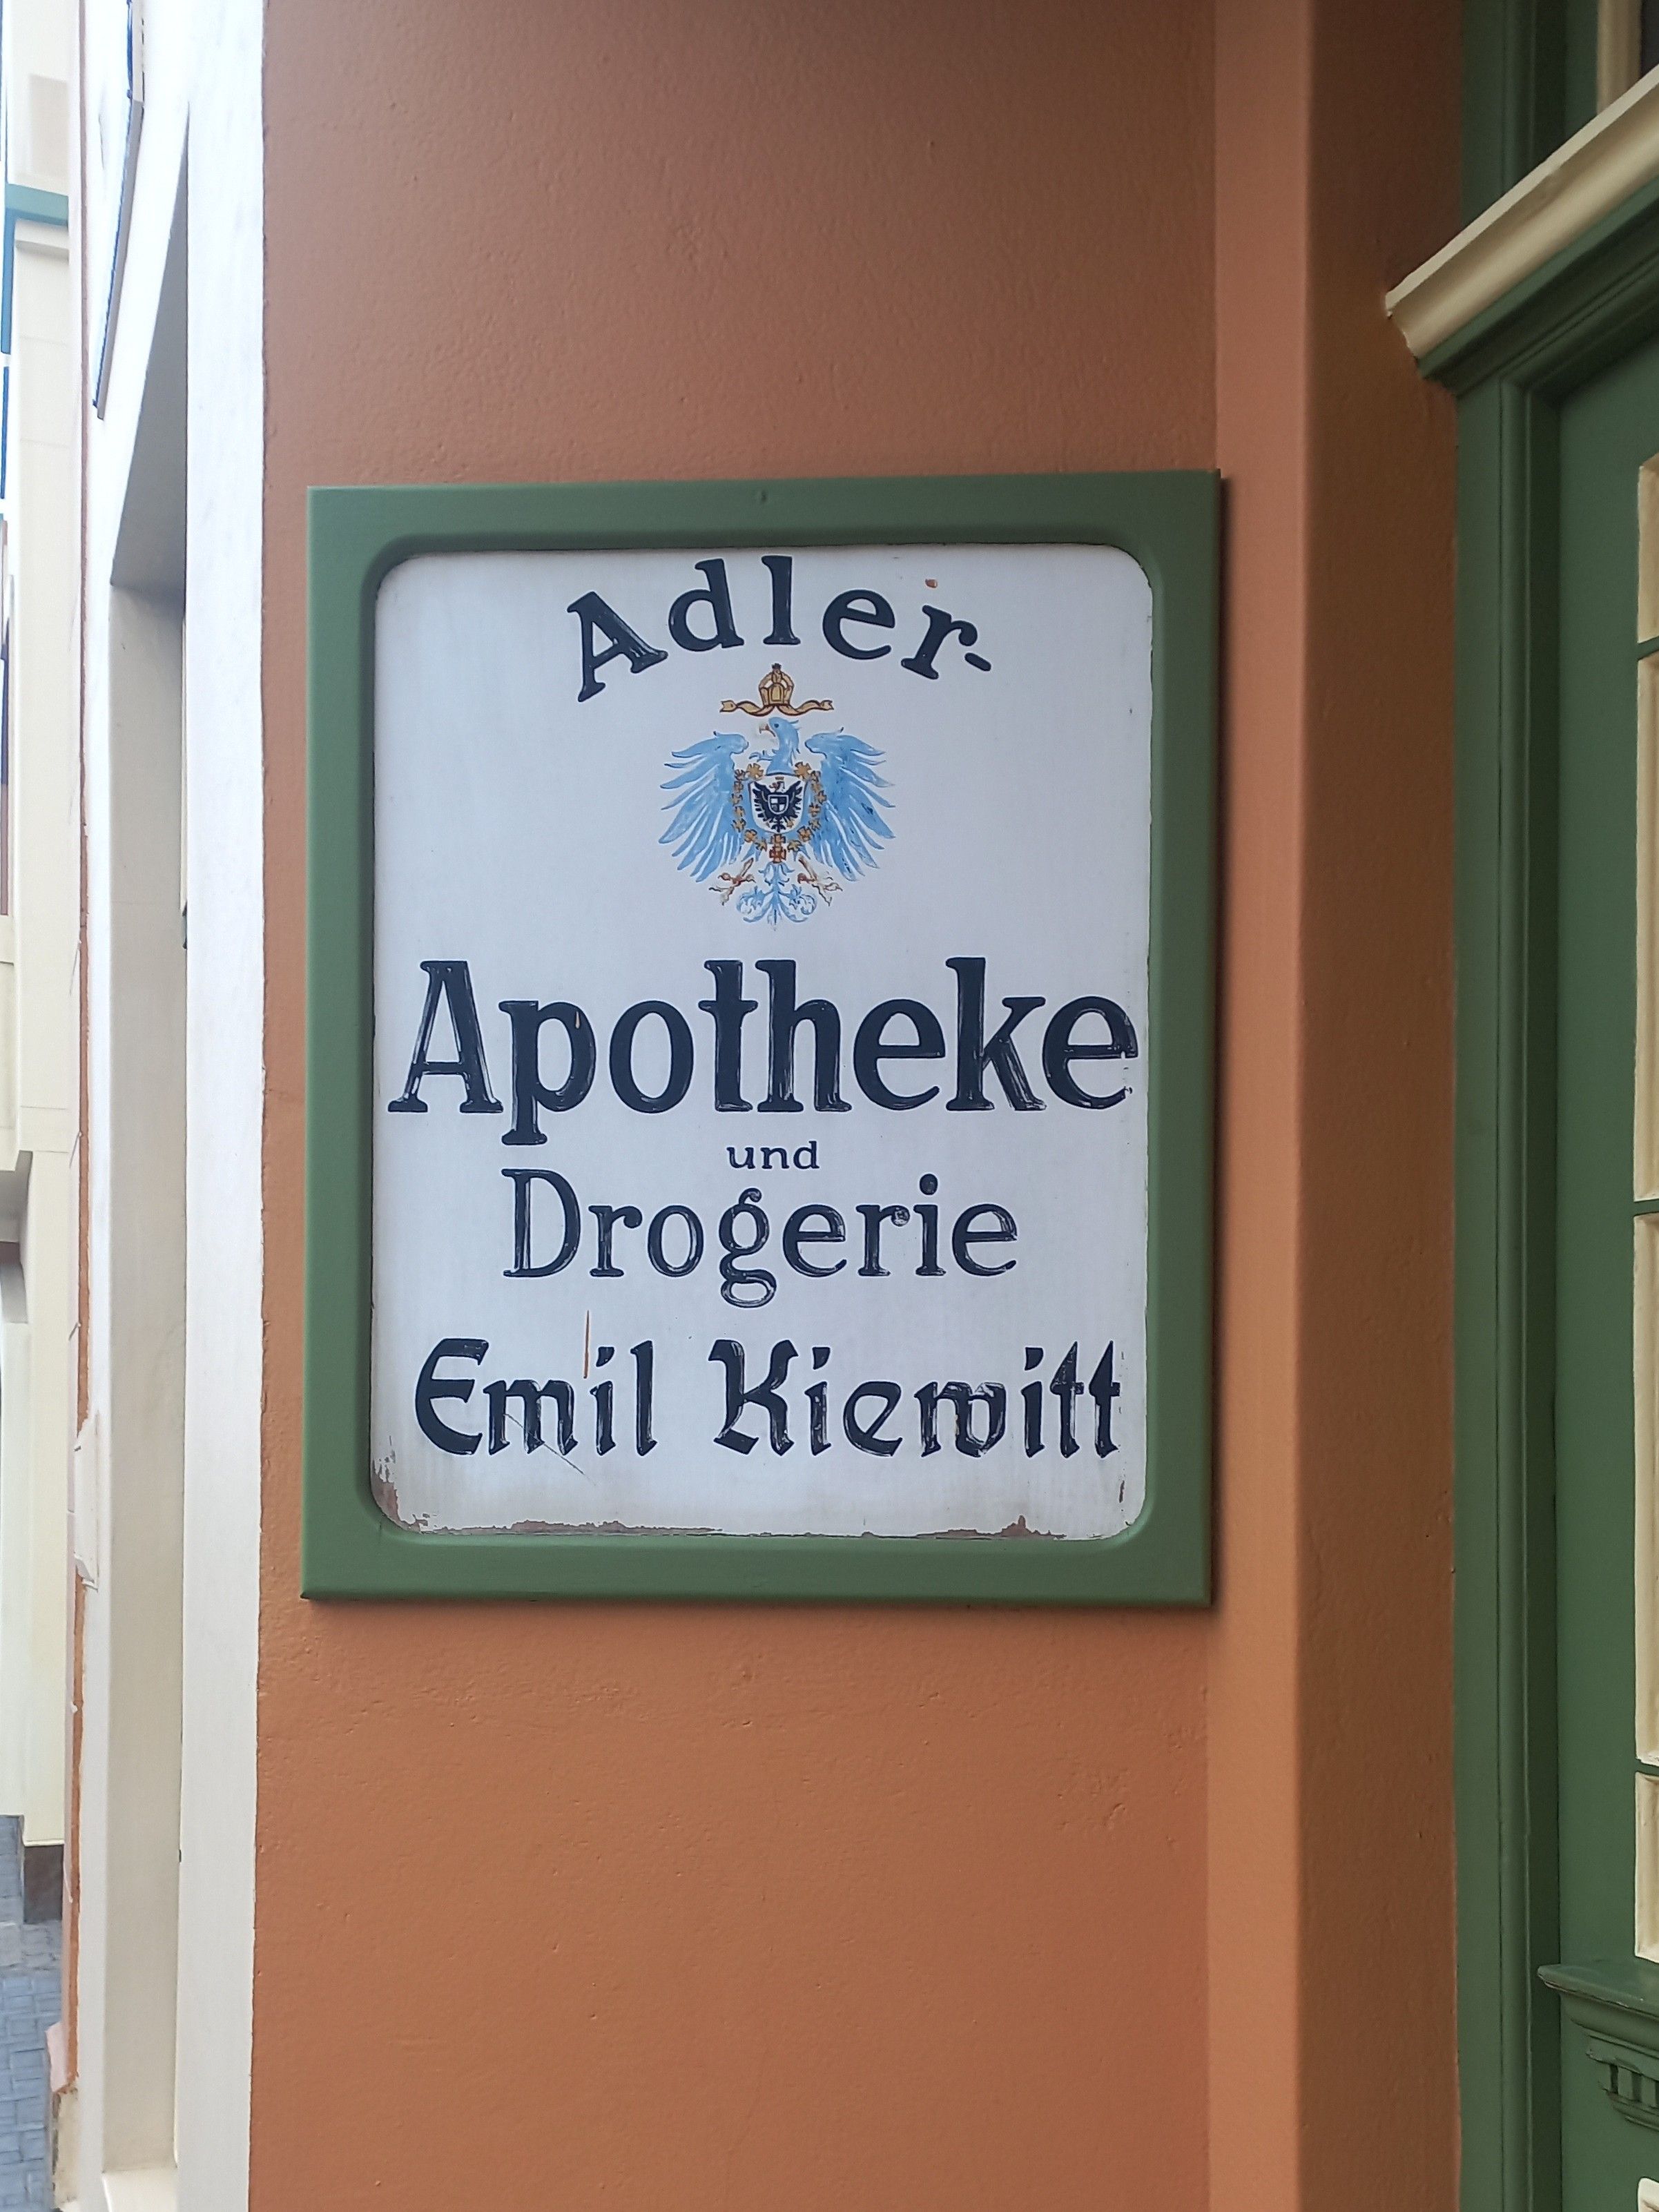 Adler-
Apotheke
und
Drogerie
Emil Kiewitt